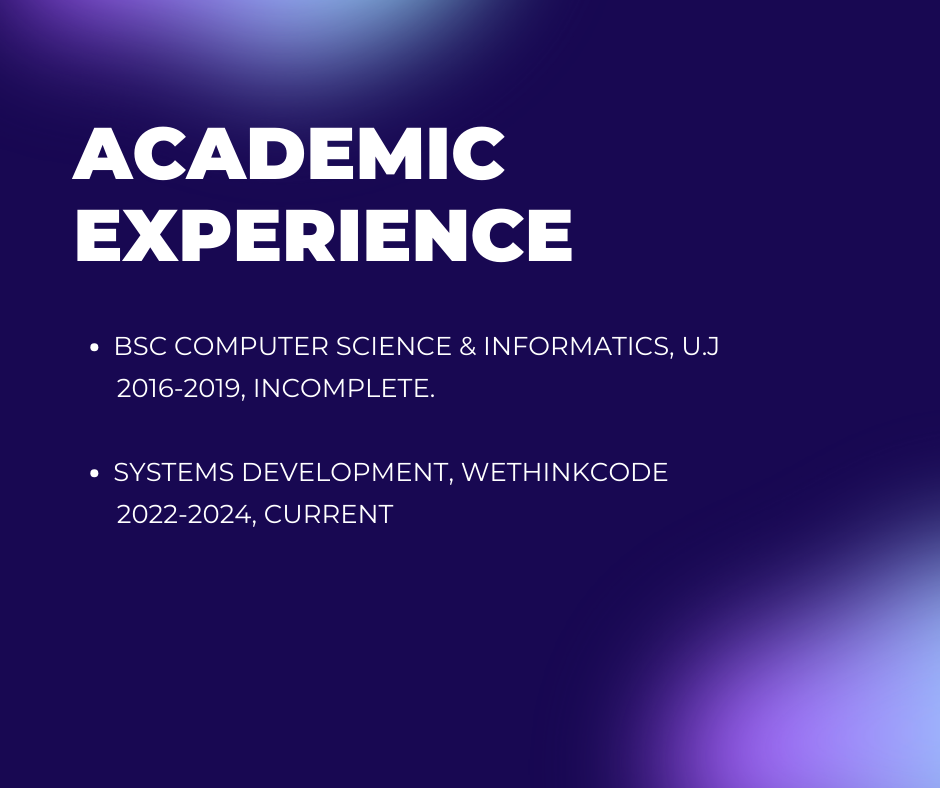 ACADEMIC
EXPERIENCE
• BSC COMPUTER SCIENCE & INFORMATICS, U.J
2016-2019, INCOMPLETE.
• SYSTEMS DEVELOPMENT, WETHINKCODE
2022-2024, CURRENT